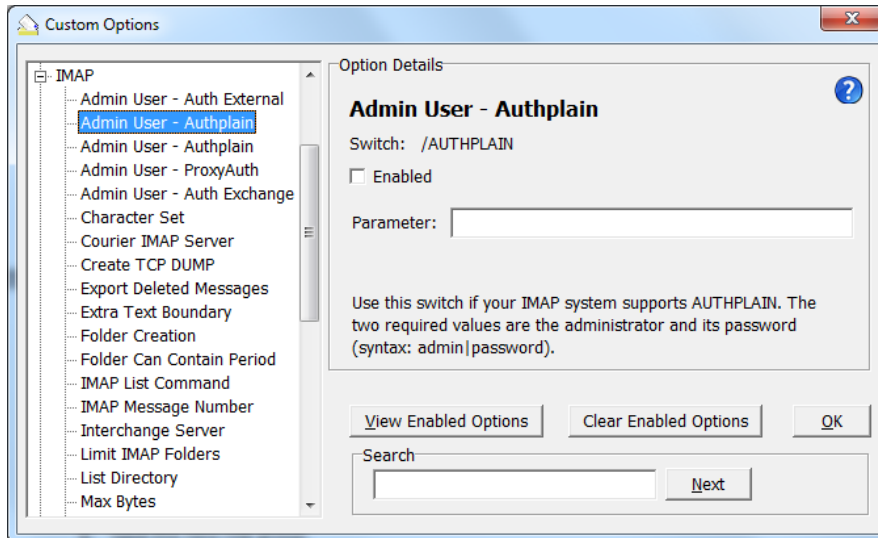 Custom Options
IMAP
Admin User - Auth External
Admin User - Authplain
Admin User - Authplain
Admin User - ProxyAuth
Admin User - Auth Exchange
Character Set
Courier IMAP Server
Create TCP DUMP
Export Deleted Messages
Extra Text Boundary
Folder Creation
Folder Can Contain Period
IMAP List Command
IMAP Message Number
Interchange Server
Limit IMAP Folders
List Directory
Max Bytes
Option Details
Admin User - Authplain
Switch: /AUTHPLAIN
Enabled
Parameter:
Use this switch if your IMAP system supports AUTHPLAIN. The
two required values are the administrator and its password
(syntax: admin|password).
View Enabled Options
Clear Enabled Options
OK
Search
Next